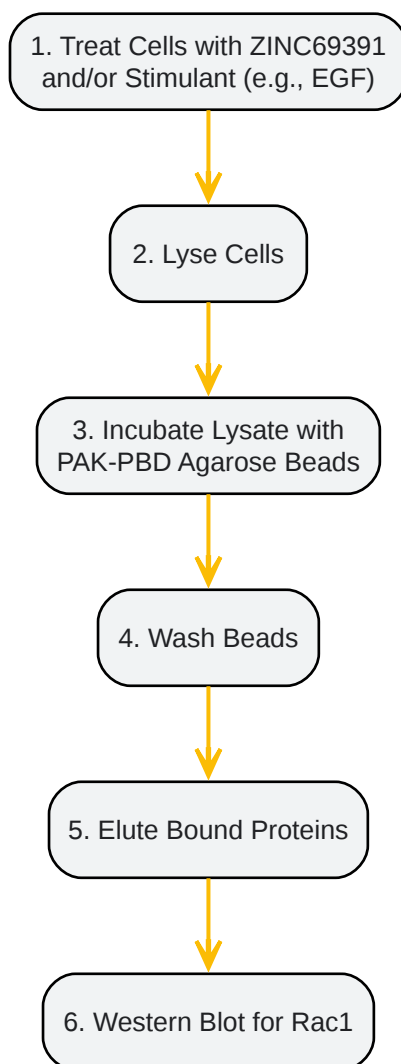 1. Treat Cells with ZINC69391
and/or Stimulant (e.g., EGF)
2. Lyse Cells
3. Incubate Lysate with
PAK-PBD Agarose Beads
4. Wash Beads
5. Elute Bound Proteins
6. Western Blot for Rac1